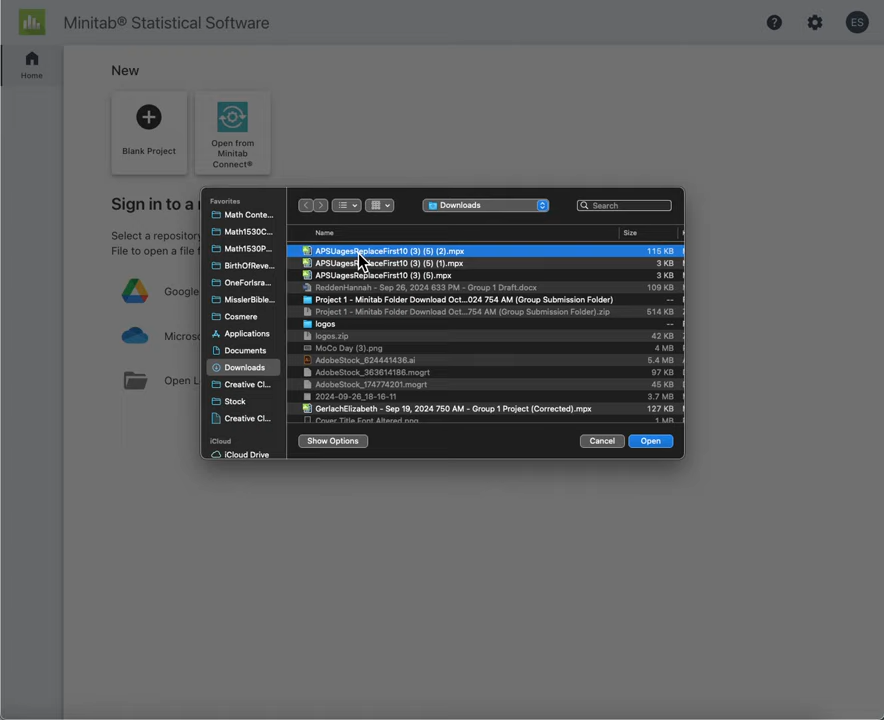 Minitab® Statistical Software
ES
Home
New
Blank Project
Open from
Minitab
Connect®
Sign in to a r
Select a repository
File to open a file f
Google
Microso
Open L
Favorites
Math Conte...
Math1530C...
Math1530P...
BirthOfReve...
OneForIsra...
MisslerBible...
Cosmere
Applications
Documents
Downloads
Creative Cl...
Stock
Creative Cl...
iCloud
iCloud Drive
Downloads
Search
Name Size
APSUagesReplaceFirst10 (3) (5) (2).mpx 115 KB
APSUagesReplaceFirst10 (3) (5) (1).mpx 3 KB
APSUagesReplaceFirst10 (3) (5).mpx 3 KB
ReddenHannah - Sep 26, 2024 633 PM - Group 1 Draft.docx 109 KB
Project 1 - Minitab Folder Download Oct...024 754 AM (Group Submission Folder) --
Project 1 - Minitab Folder Download Oct...754 AM (Group Submission Folder).zip 514 KB
logos --
logos.zip 42 KB
MoCo Day (3).png 4 MB
AdobeStock_624441436.ai 5.4 MB
AdobeStock_363614186.mogrt 97 KB
AdobeStock_174774201.mogrt 45 KB
2024-09-26_18-16-11 3.7 MB
GerlachElizabeth - Sep 19, 2024 750 AM - Group 1 Project (Corrected).mpx 127 KB
Cover Title Font Altered.png 1 MB
Show Options
Cancel
Open